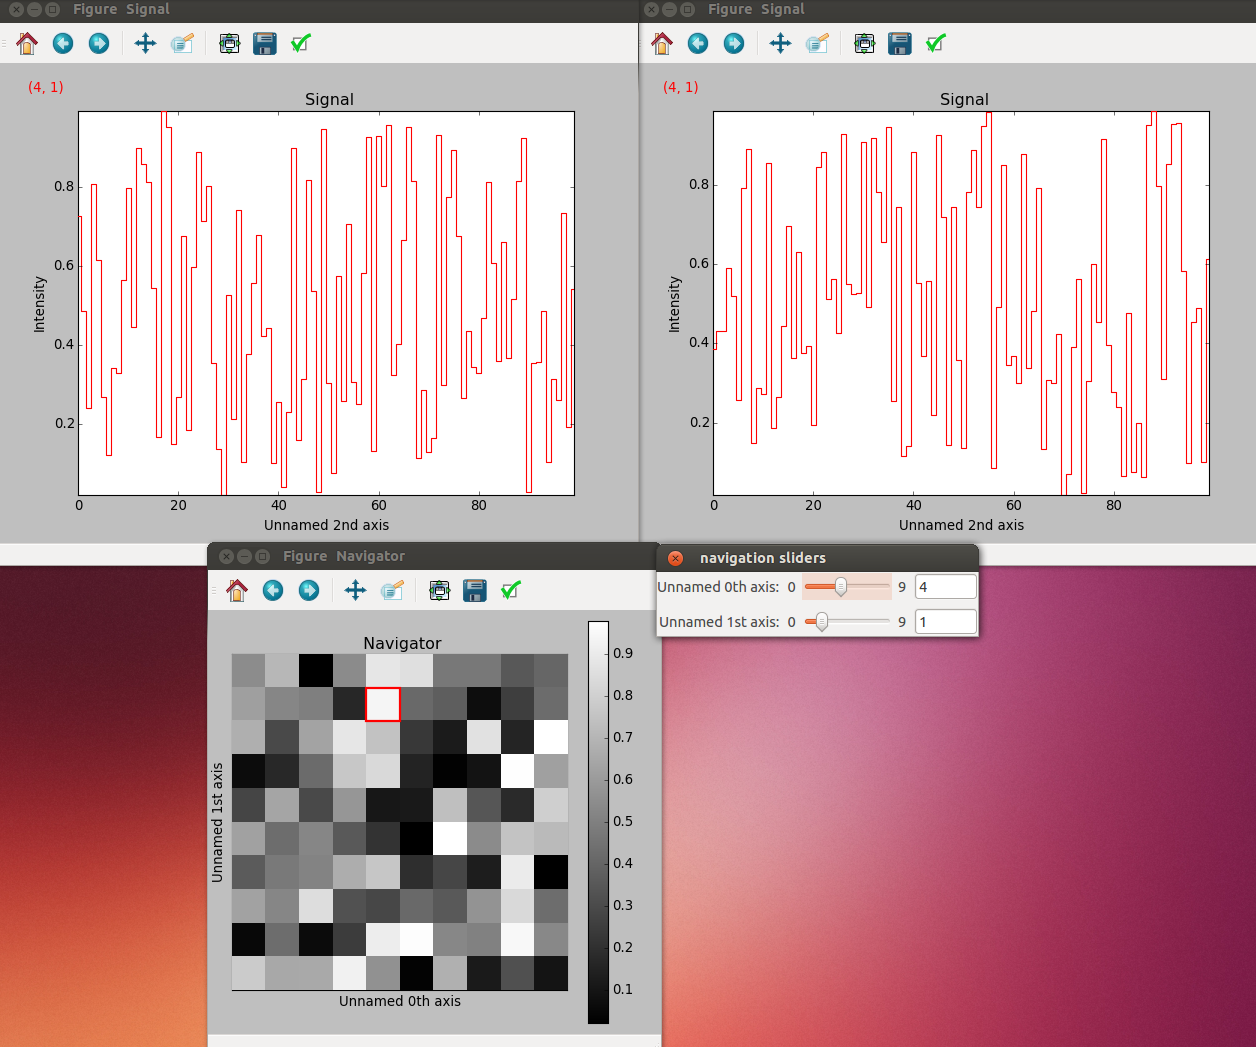 Figure Signal
(4, 1)
Signal
Intensity
0.8
0.6
0.4
0.2
0
20
40
60
80
Unnamed 2nd axis
Figure Signal
(4, 1)
Signal
Intensity
0.8
0.6
0.4
0.2
0
20
40
60
80
Unnamed 2nd axis
Figure Navigator
Navigator
Unnamed 1st axis
Unnamed 0th axis
0.9
0.8
0.7
0.6
0.5
0.4
0.3
0.2
0.1
navigation sliders
Unnamed 0th axis: 0 9 4
Unnamed 1st axis: 0 9 1